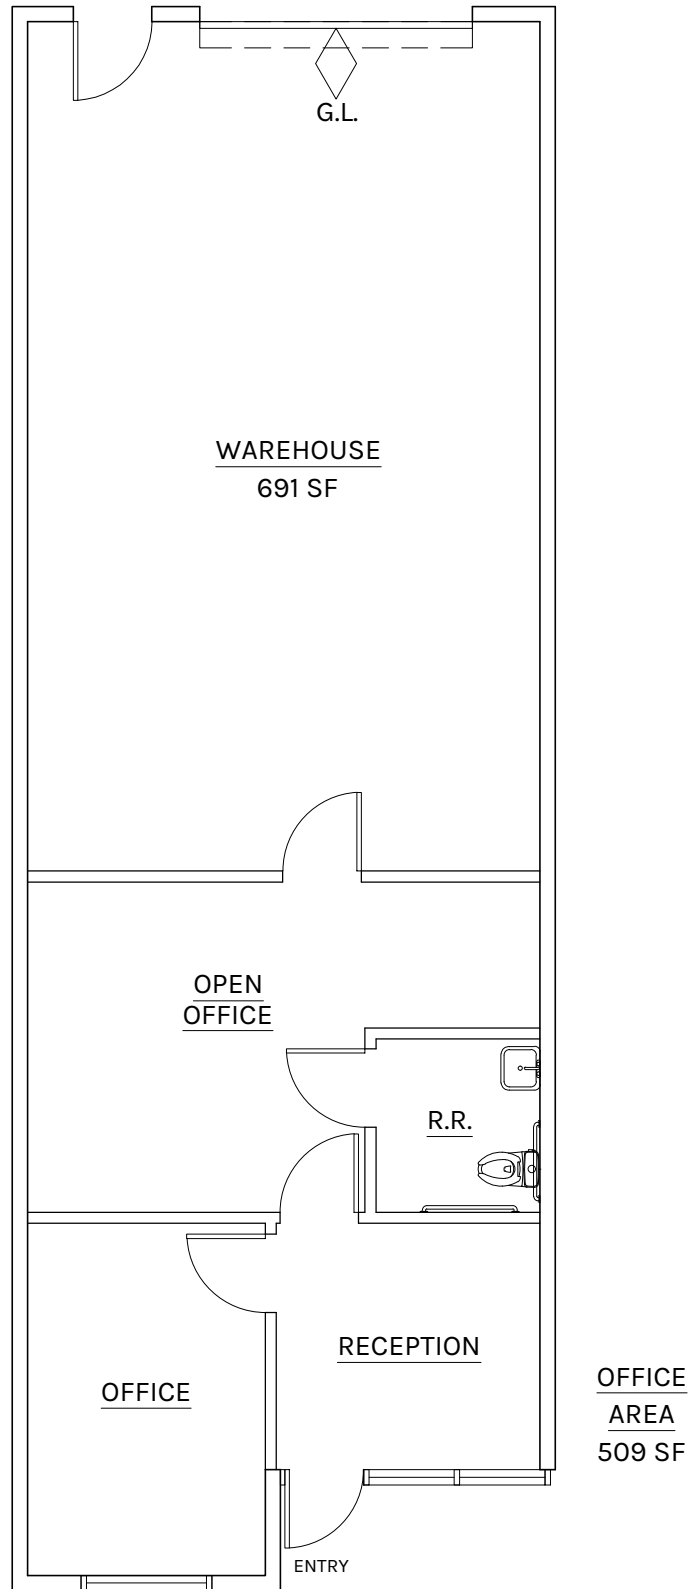 G.L.
WAREHOUSE
691 SF
OPEN
OFFICE
R.R.
RECEPTION
OFFICE
OFFICE
AREA
509 SF
ENTRY